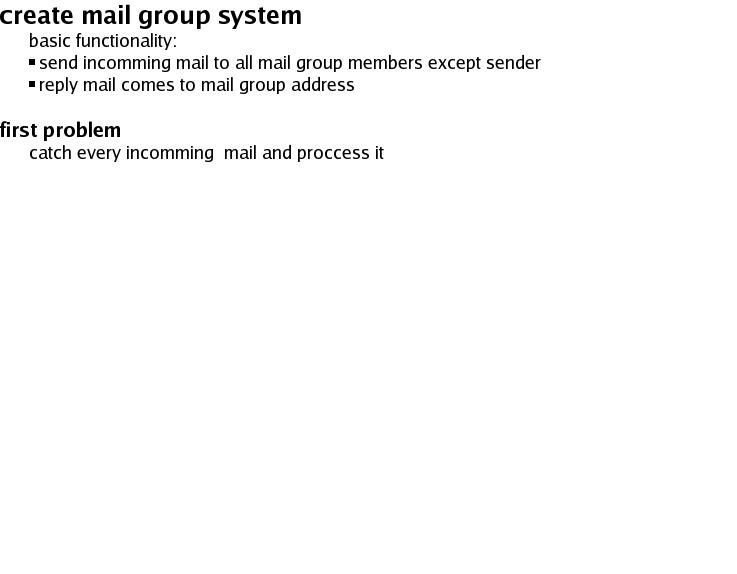 create mail group system
basic functionality:
▪ send incomming mail to all mail group members except sender
▪ reply mail comes to mail group address
first problem
catch every incomming  mail and proccess it